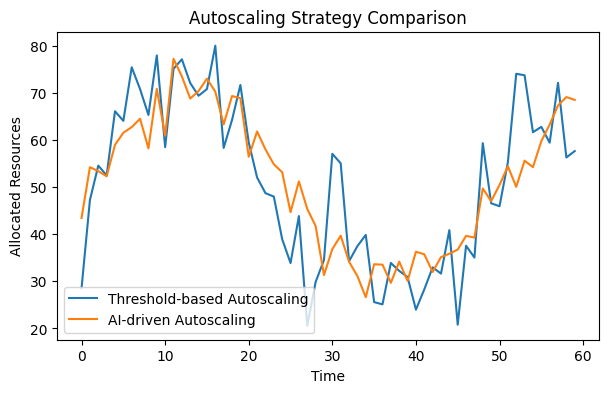 Autoscaling Strategy Comparison
Allocated Resources
80
70
60
50
40
30
20
Threshold-based Autoscaling
AI-driven Autoscaling
0 10 20 30 40 50 60
Time